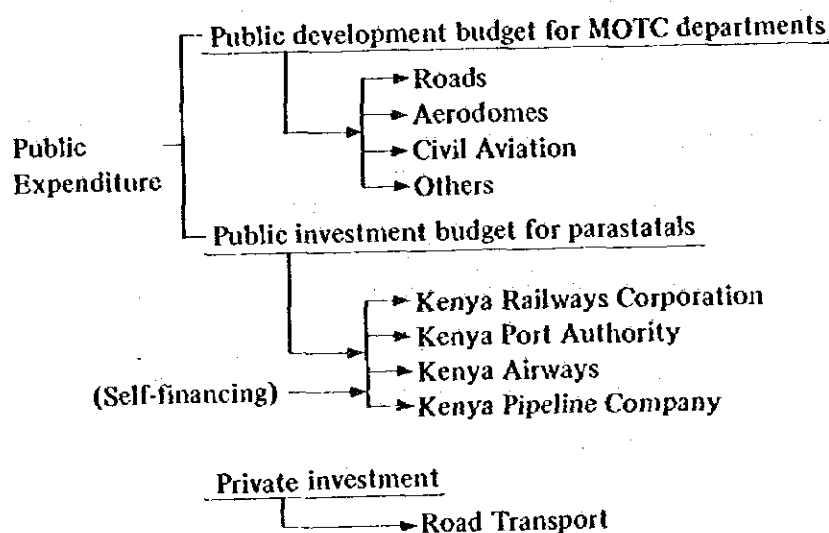 Public development budget for MOTC departments
Roads
Aerodomes
Civil Aviation
Others
Public
Expenditure
Public investment budget for parastatals
Kenya Railways Corporation
Kenya Port Authority
Kenya Airways
Kenya Pipeline Company
(Self-financing)
Private investment
Road Transport